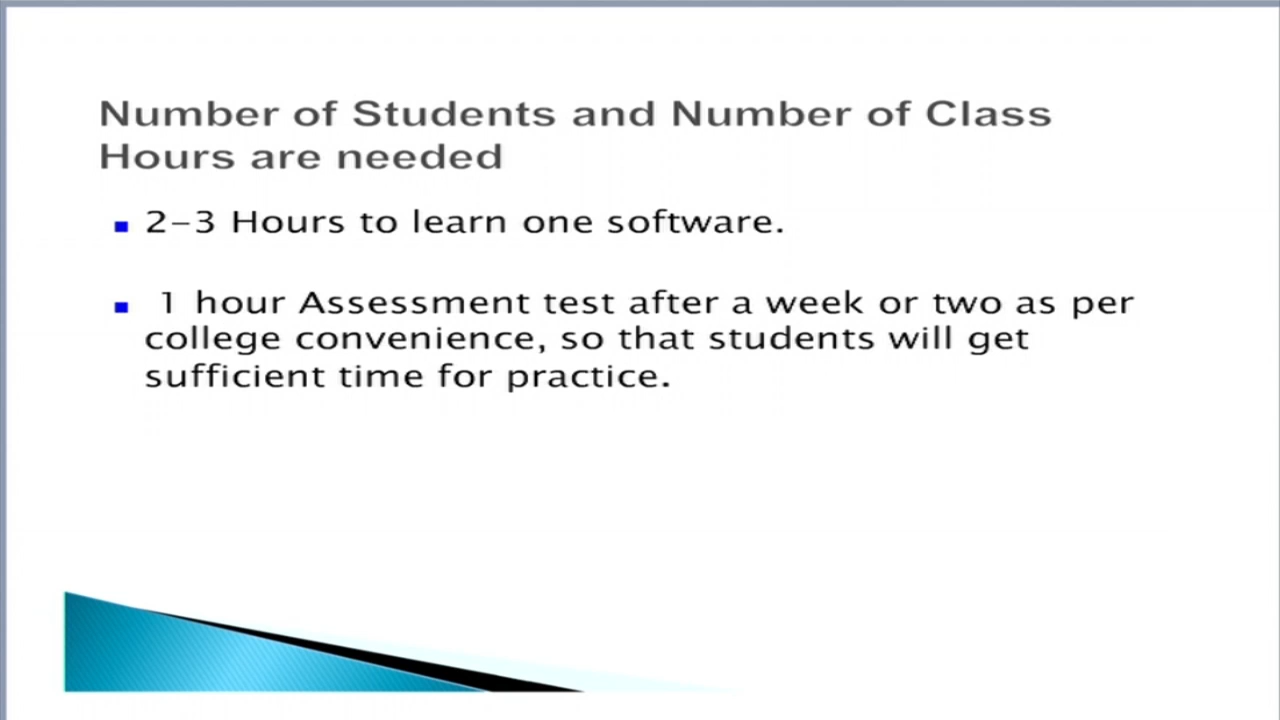 Number of Students and Number of Class
Hours are needed
2–3 Hours to learn one software.
1 hour Assessment test after a week or two as per
college convenience, so that students will get
sufficient time for practice.